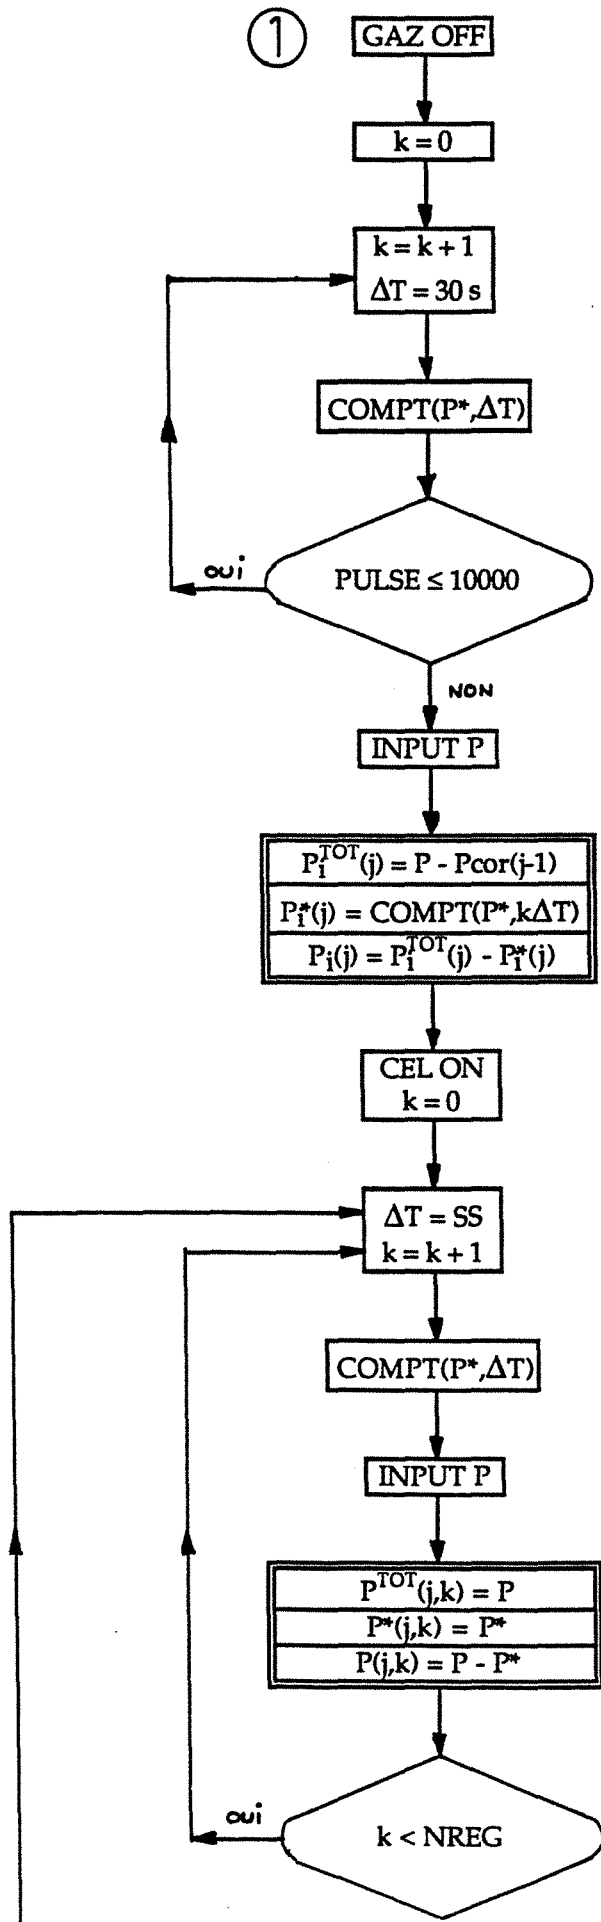 1
GAZ OFF
k = 0
k = k + 1
ΔT = 30 s
COMPT(P*,ΔT)
PULSE ≤ 10000
oui
NON
INPUT P
P_i^TOT(j) = P - Pcor(j-1)
P_i*(j) = COMPT(P*,kΔT)
P_i(j) = P_i^TOT(j) - P_i*(j)
CEL ON
k = 0
ΔT = SS
k = k + 1
COMPT(P*,ΔT)
INPUT P
P^TOT(j,k) = P
P*(j,k) = P*
P(j,k) = P - P*
oui
k < NREG